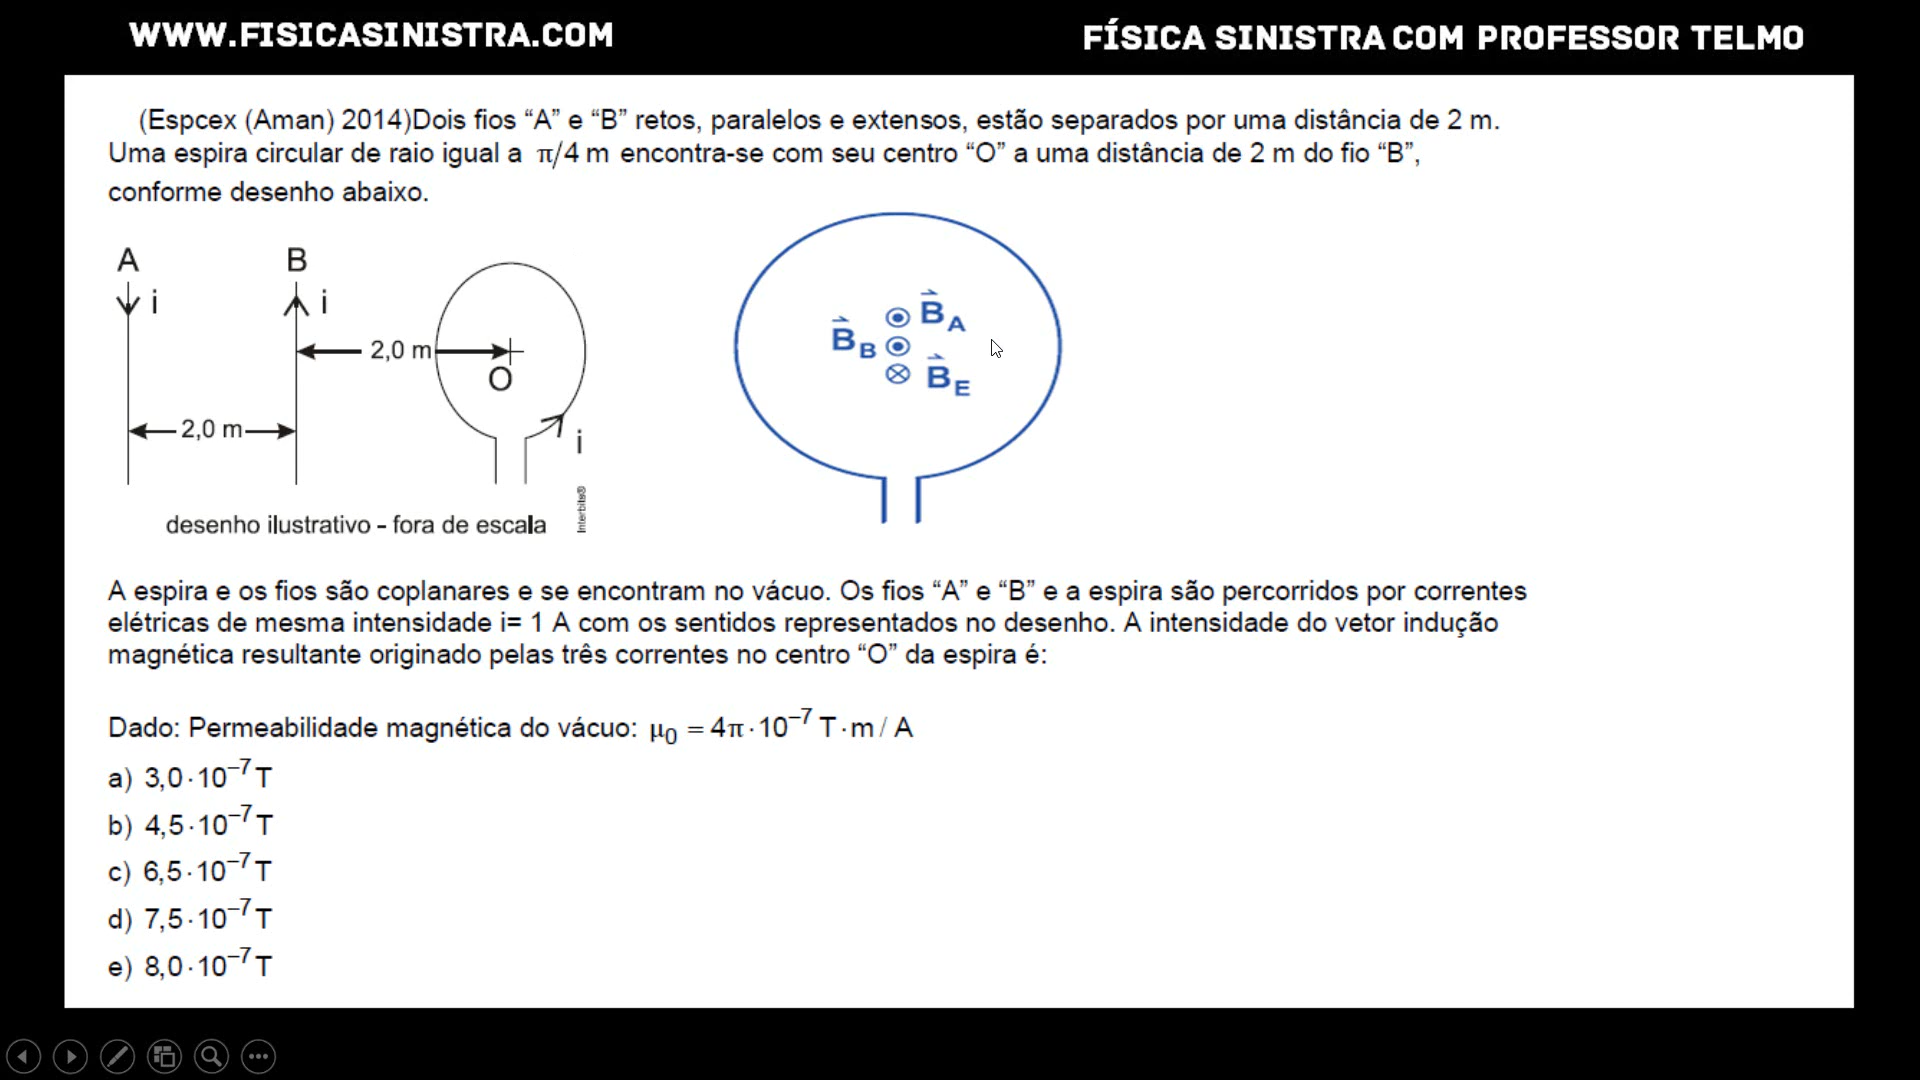 WWW.FISICASINISTRA.COM
FÍSICA SINISTRA COM PROFESSOR TELMO
(Espcex (Aman) 2014)Dois fios “A” e “B” retos, paralelos e extensos, estão separados por uma distância de 2 m.
Uma espira circular de raio igual a π/4 m encontra-se com seu centro “O” a uma distância de 2 m do fio “B”,
conforme desenho abaixo.
A
B
i
i
2,0 m
O
2,0 m
i
Interbits®
desenho ilustrativo - fora de escala
B A
B B
B E
A espira e os fios são coplanares e se encontram no vácuo. Os fios “A” e “B” e a espira são percorridos por correntes
elétricas de mesma intensidade i= 1 A com os sentidos representados no desenho. A intensidade do vetor indução
magnética resultante originado pelas três correntes no centro “O” da espira é:
Dado: Permeabilidade magnética do vácuo: μ₀ = 4π · 10⁻⁷ T · m / A
a) 3,0 · 10⁻⁷ T
b) 4,5 · 10⁻⁷ T
c) 6,5 · 10⁻⁷ T
d) 7,5 · 10⁻⁷ T
e) 8,0 · 10⁻⁷ T